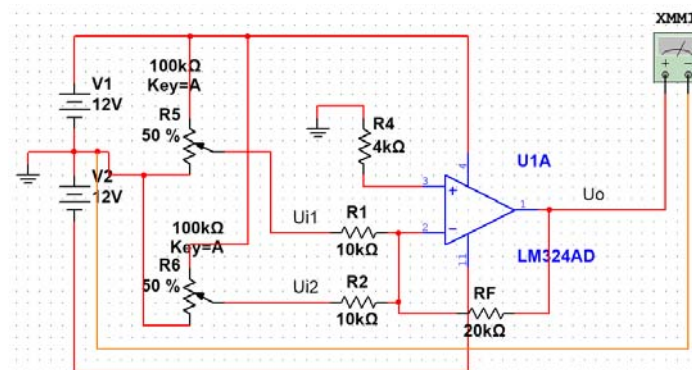 XMM1
V1
12V
100kΩ
Key=A
R5
50 %
R4
4kΩ
U1A
V2
12V
3
4
2
1
11
Uo
LM324AD
100kΩ
Key=A
R6
50 %
Ui1
R1
10kΩ
Ui2
R2
10kΩ
RF
20kΩ